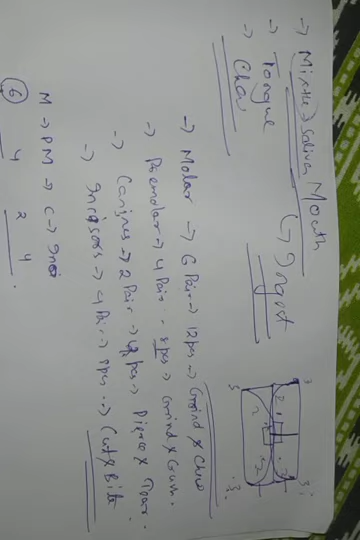 Mouth
→ Ingest
→ Mixture → saliva
→ Tongue
→ Chew
→ Molar → 6 Pair → 12 pcs → Grind & Chew
→ Premolar → 4 Pair → 8 pcs → Grind &
→ Canines → 2 Pair → 4 pcs → Pierce & Tear.
→ Incisors → 4 Pair → 8 pcs → Cut & Bite
M → PM → C → Inci
6 4 2 4